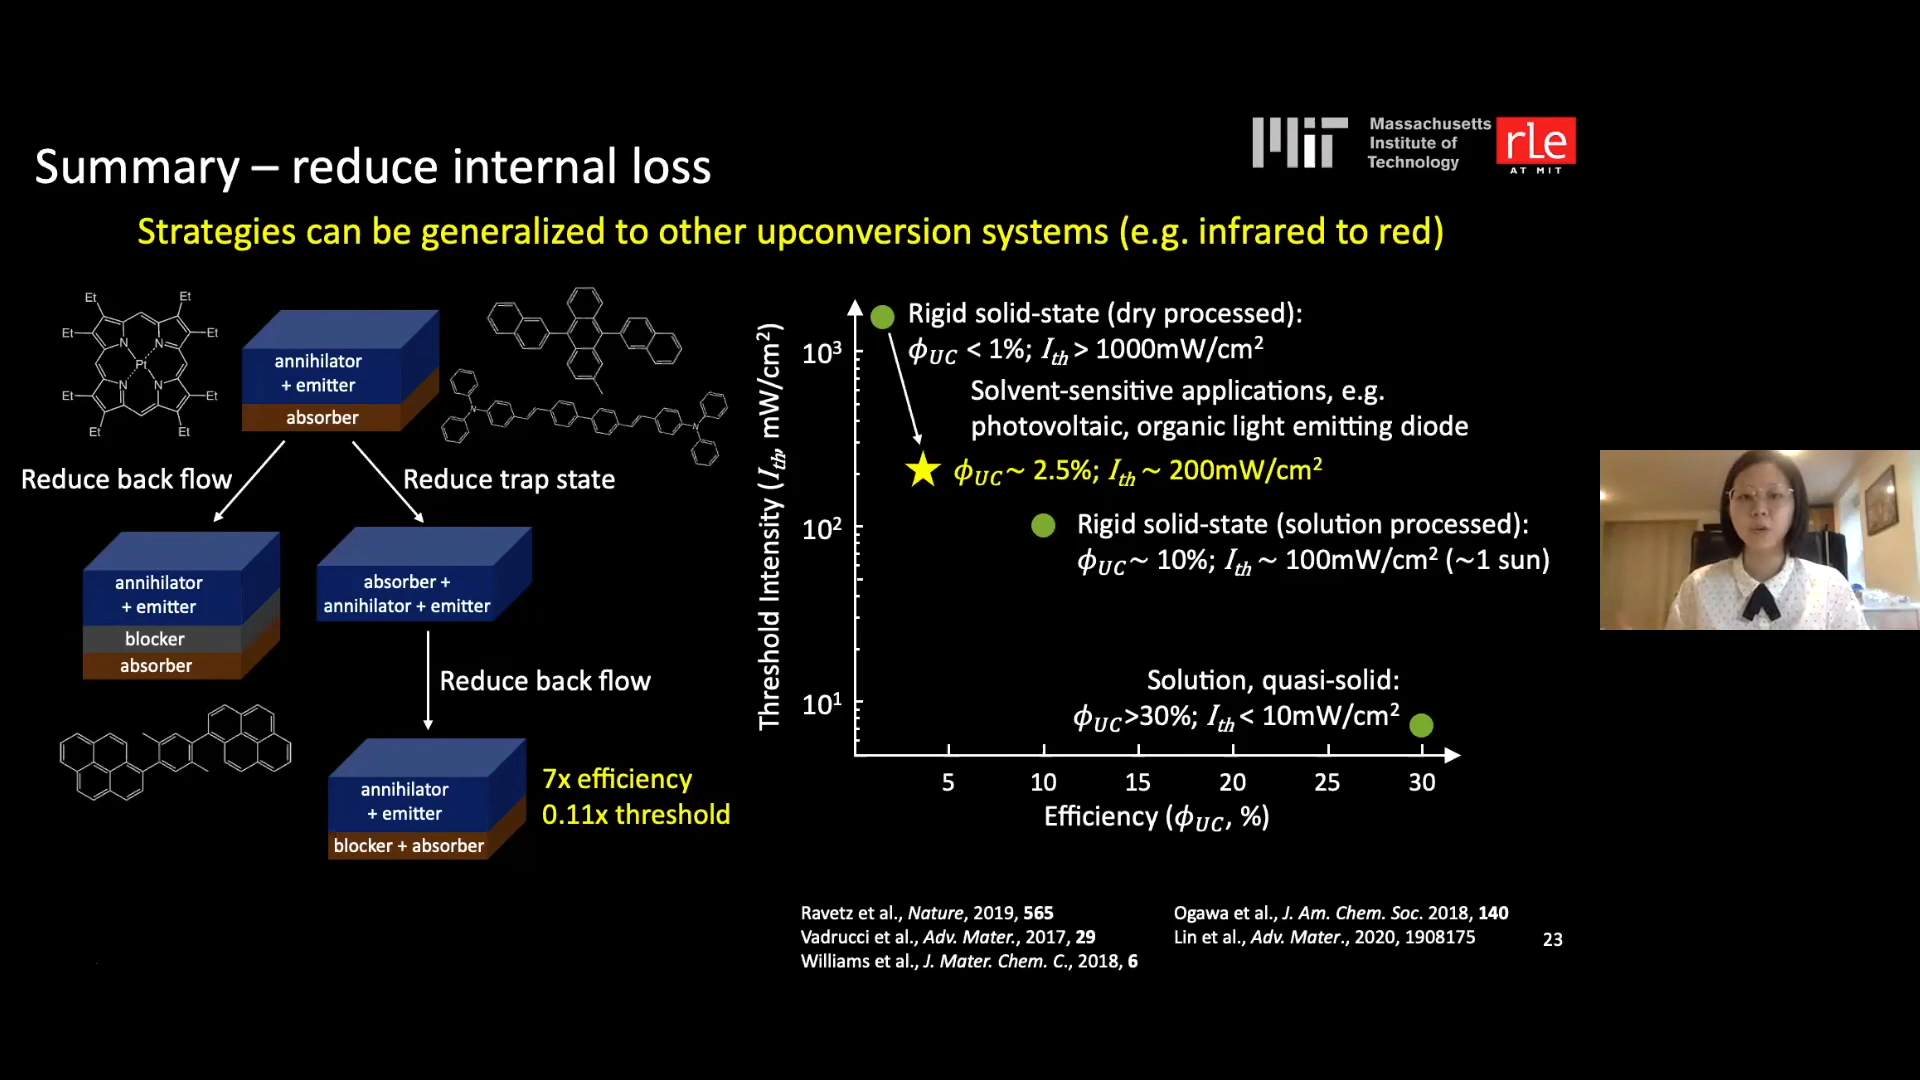 Summary – reduce internal loss
Massachusetts
Institute of
Technology
rLe
AT MIT
Strategies can be generalized to other upconversion systems (e.g. infrared to red)
Et
Et
Et
Et
N
N
Pt
N
N
Et
Et
Et
Et
annihilator
+ emitter
absorber
N
N
Reduce back flow
Reduce trap state
annihilator
+ emitter
blocker
absorber
absorber +
annihilator + emitter
Reduce back flow
annihilator
+ emitter
blocker + absorber
7x efficiency
0.11x threshold
Threshold Intensity (Ith, mW/cm²)
10³
10²
10¹
Rigid solid-state (dry processed):
ϕUC < 1%; Ith > 1000mW/cm²
Solvent-sensitive applications, e.g.
photovoltaic, organic light emitting diode
ϕUC ~ 2.5%; Ith ~ 200mW/cm²
Rigid solid-state (solution processed):
ϕUC ~ 10%; Ith ~ 100mW/cm² (~1 sun)
Solution, quasi-solid:
ϕUC >30%; Ith < 10mW/cm²
5 10 15 20 25 30
Efficiency (ϕUC, %)
Ravetz et al., Nature, 2019, 565
Vadrucci et al., Adv. Mater., 2017, 29
Williams et al., J. Mater. Chem. C., 2018, 6
Ogawa et al., J. Am. Chem. Soc. 2018, 140
Lin et al., Adv. Mater., 2020, 1908175
23